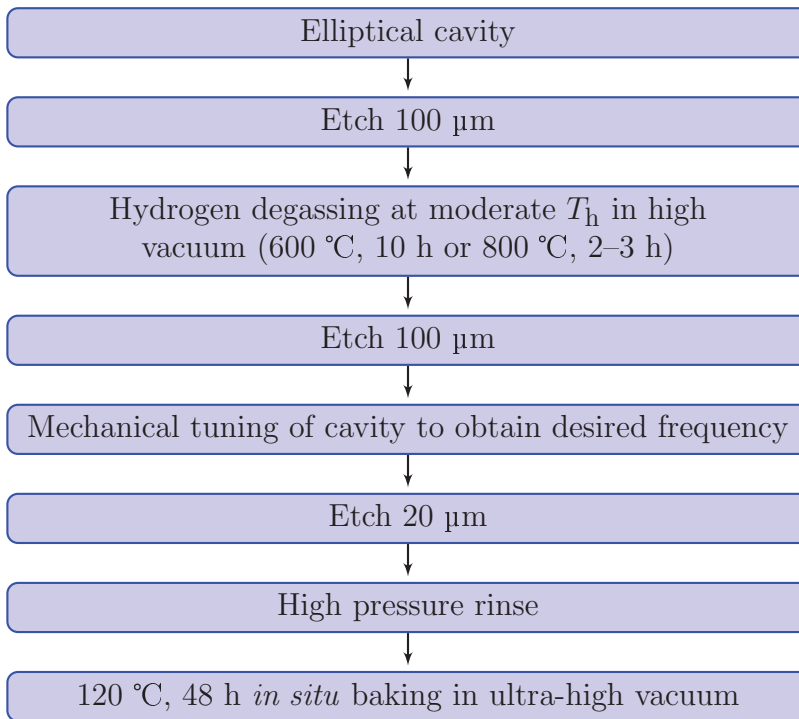 Elliptical cavity
Etch 100 µm
Hydrogen degassing at moderate Th in high
vacuum (600 ℃, 10 h or 800 ℃, 2–3 h)
Etch 100 µm
Mechanical tuning of cavity to obtain desired frequency
Etch 20 µm
High pressure rinse
120 ℃, 48 h in situ baking in ultra-high vacuum